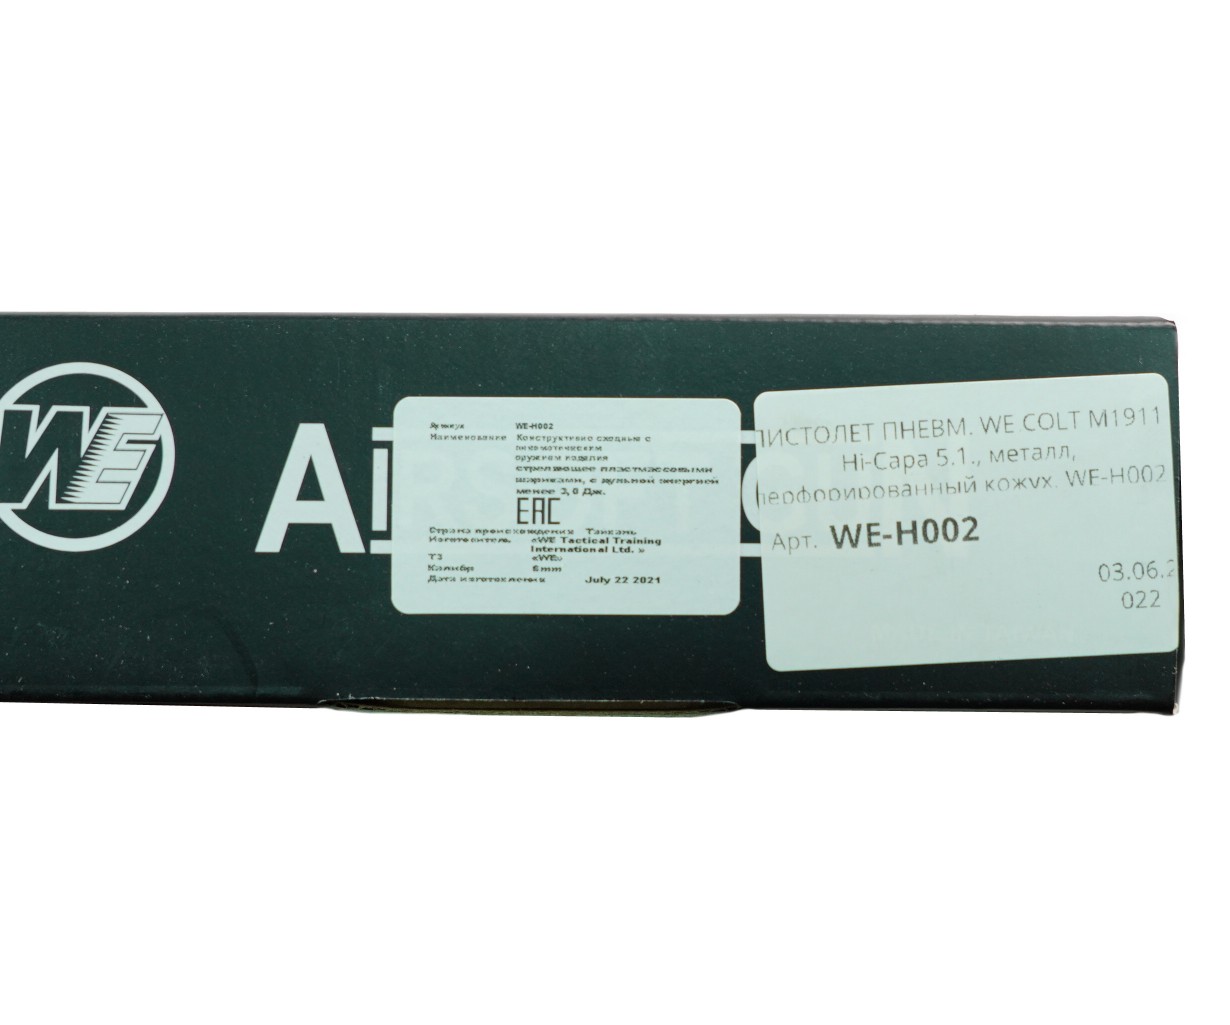 WE
Артикул WE-H002
Наименование Конструктивно сходные с
пневматическим
оружием изделия
стреляющее пластмассовыми
шариками, с дульной энергией
менее 3,0 Дж.
EAC
Страна происхождения Тайвань
Изготовитель «WE Tactical Training
International Ltd. »
ТЗ «WE»
Калибр 6mm
Дата изготовления July 22 2021
ПИСТОЛЕТ ПНЕВМ. WE COLT M1911
Hi-Capa 5.1., металл,
перфорированный кожух. WE-H002
Арт. WE-H002
03.06.2
022